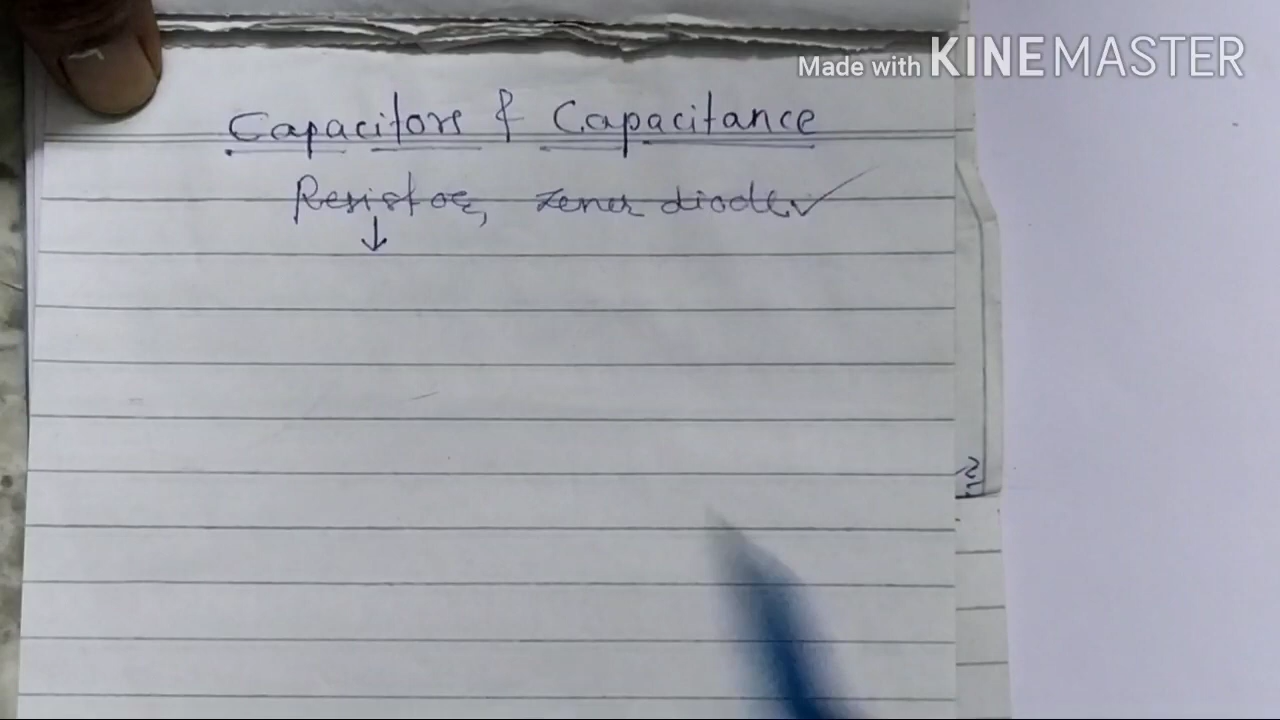 Made with KINEMASTER
Capacitors & Capacitance
Resistor, zener diode